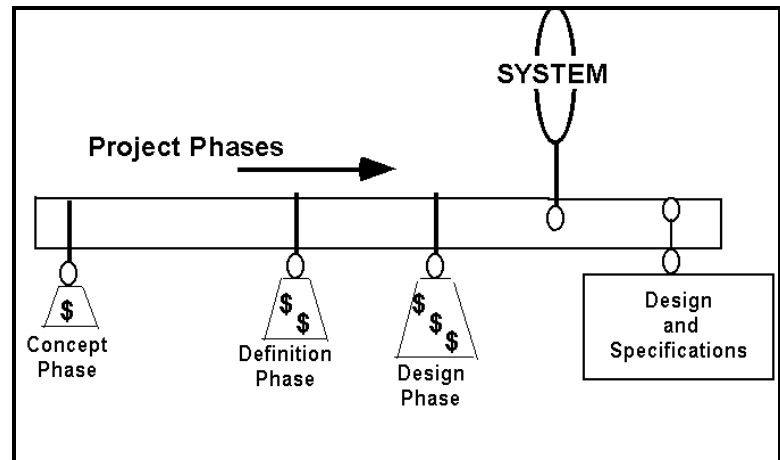 SYSTEM
Project Phases
$
Concept
Phase
$
$
Definition
Phase
$
$
$
Design
Phase
Design
and
Specifications